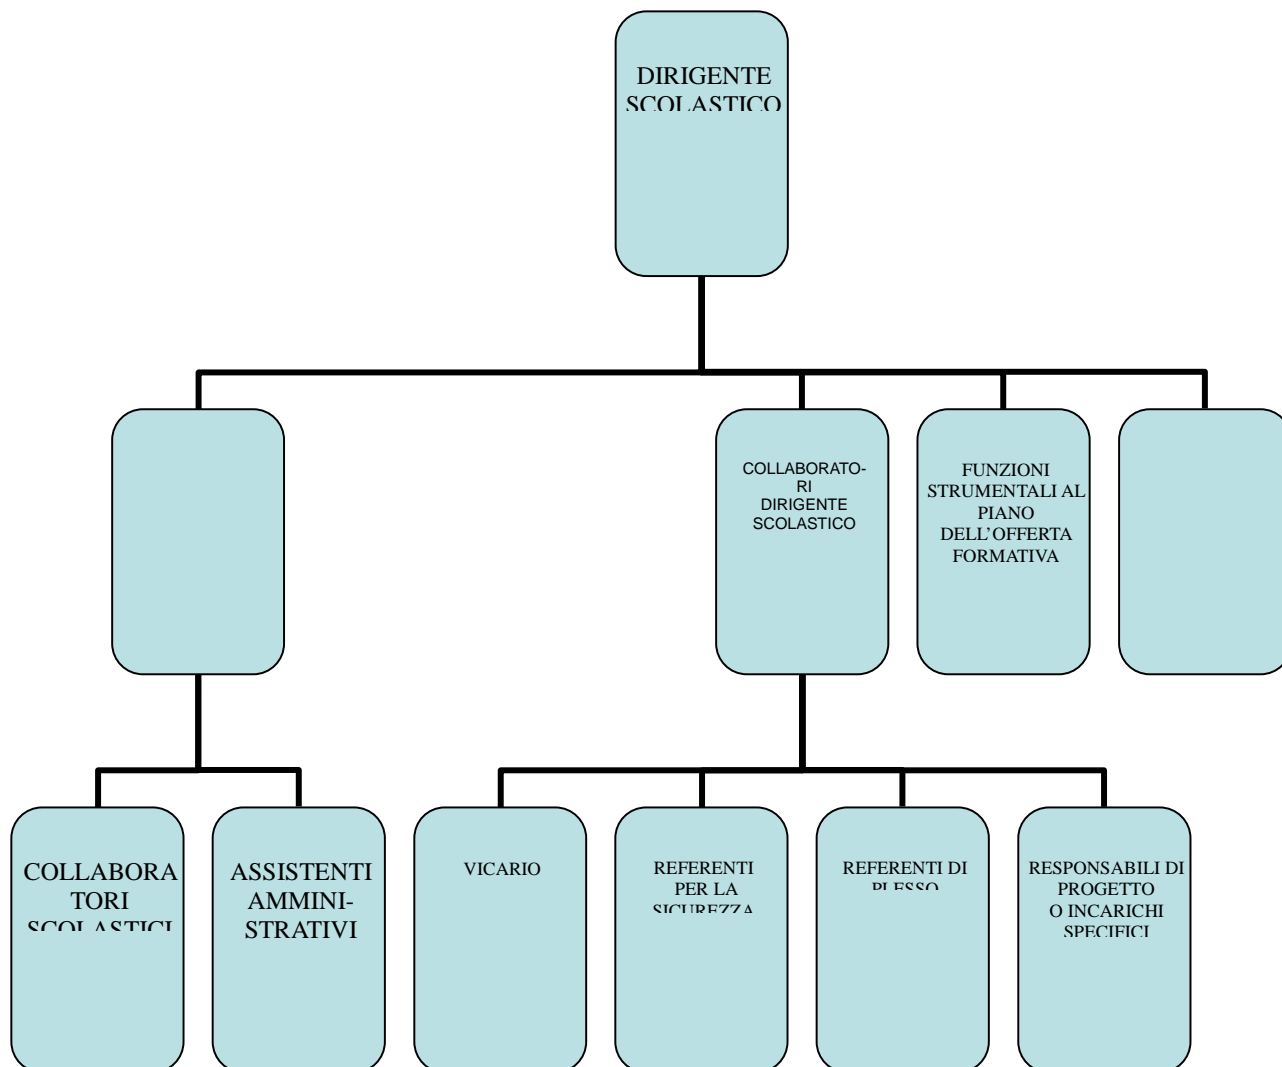 DIRIGENTE
SCOLASTICO
COLLABORATO-
RI
DIRIGENTE
SCOLASTICO
FUNZIONI
STRUMENTALI AL
PIANO
DELL'OFFERTA
FORMATIVA
COLLABORA
TORI
SCOLASTICI
ASSISTENTI
AMMINI-
STRATIVI
VICARIO
REFERENTI
PER LA
SICUREZZA
REFERENTI DI
PLESSO
RESPONSABILI DI
PROGETTO
O INCARICHI
SPECIFICI